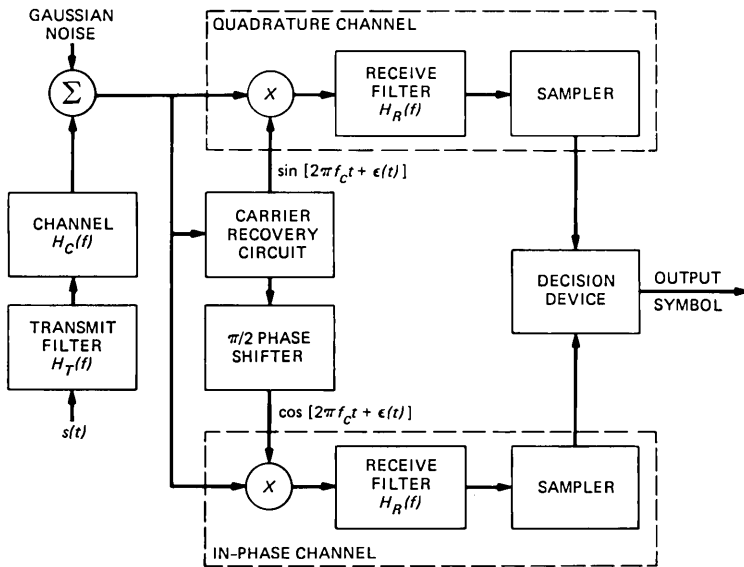 GAUSSIAN
NOISE
Σ
QUADRATURE CHANNEL
X
RECEIVE
FILTER
H_R(f)
SAMPLER
sin [2πf_Ct + ϵ(t)]
CHANNEL
H_C(f)
CARRIER
RECOVERY
CIRCUIT
DECISION
DEVICE
OUTPUT
SYMBOL
TRANSMIT
FILTER
H_T(f)
π/2 PHASE
SHIFTER
s(t)
cos [2πf_Ct + ϵ(t)]
X
RECEIVE
FILTER
H_R(f)
SAMPLER
IN-PHASE CHANNEL